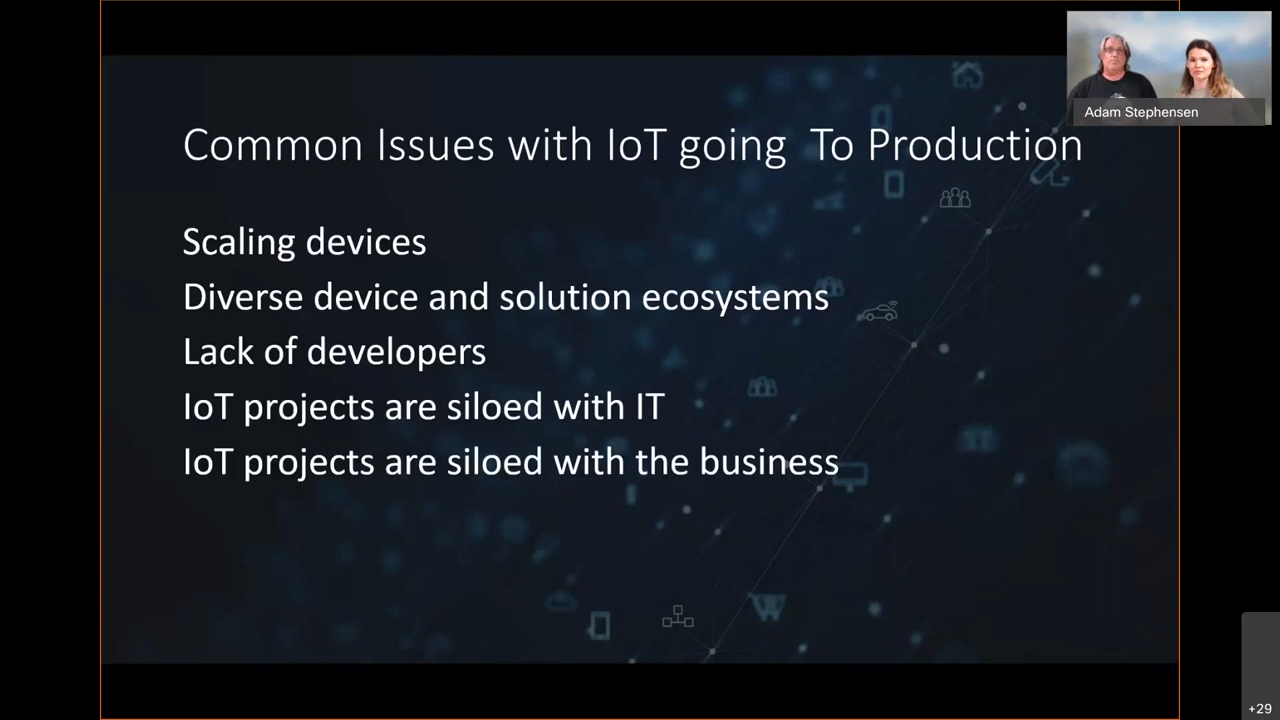 Adam Stephensen
Common Issues with IoT going  To Production
Scaling devices
Diverse device and solution ecosystems
Lack of developers
IoT projects are siloed with IT
IoT projects are siloed with the business
+29